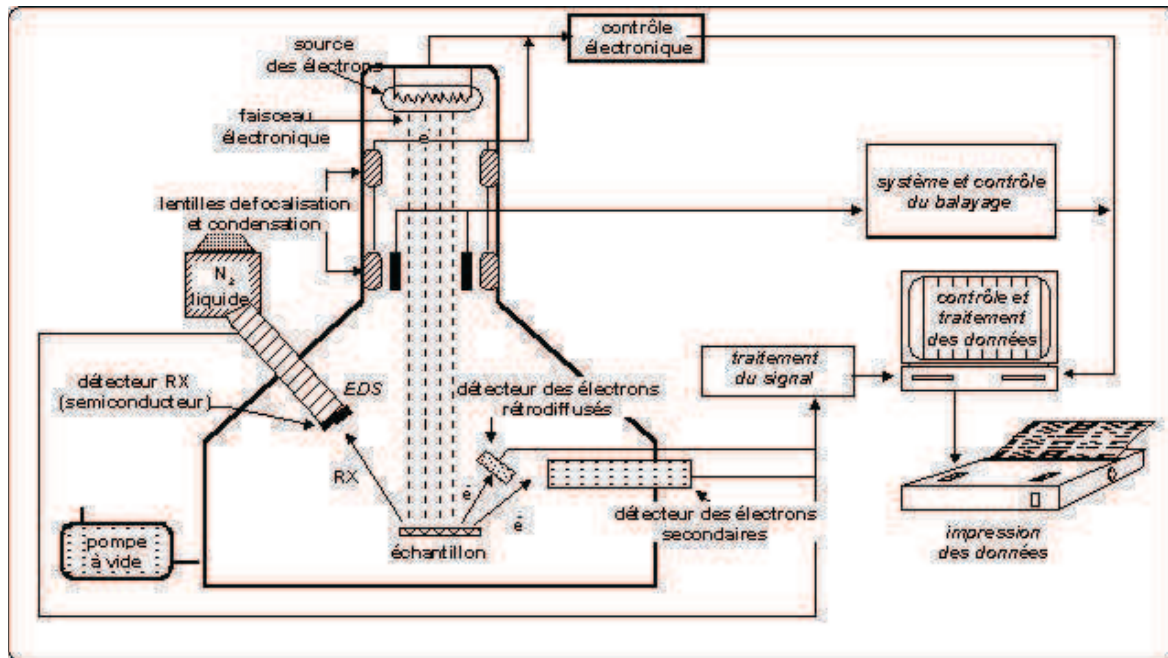 contrôle
électronique
source
des électrons
faisceau
électronique
e
système et contrôle
du balayage
lentilles defocalisation
et condensation
N2
liquide
contrôle et
traitement
des données
traitement
du signal
détecteur RX
(semiconducteur)
EDS
détecteur des électrons
rétrodiffusés
RX
e
e
détecteur des électrons
secondaires
échantillon
pompe
à vide
impression
des données